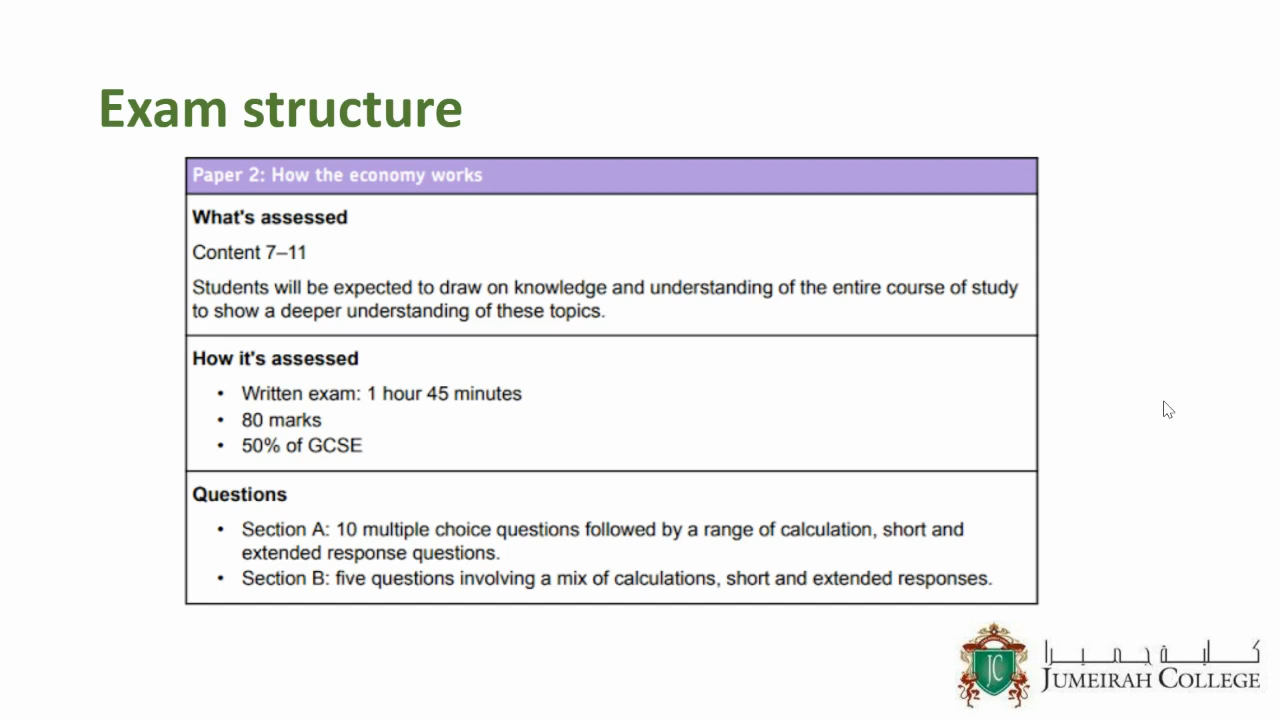 Exam structure
Paper 2: How the economy works
What's assessed
Content 7–11
Students will be expected to draw on knowledge and understanding of the entire course of study
to show a deeper understanding of these topics.
How it's assessed
• Written exam: 1 hour 45 minutes
• 80 marks
• 50% of GCSE
Questions
• Section A: 10 multiple choice questions followed by a range of calculation, short and
extended response questions.
• Section B: five questions involving a mix of calculations, short and extended responses.
JC
كلية جميرا
JUMEIRAH COLLEGE